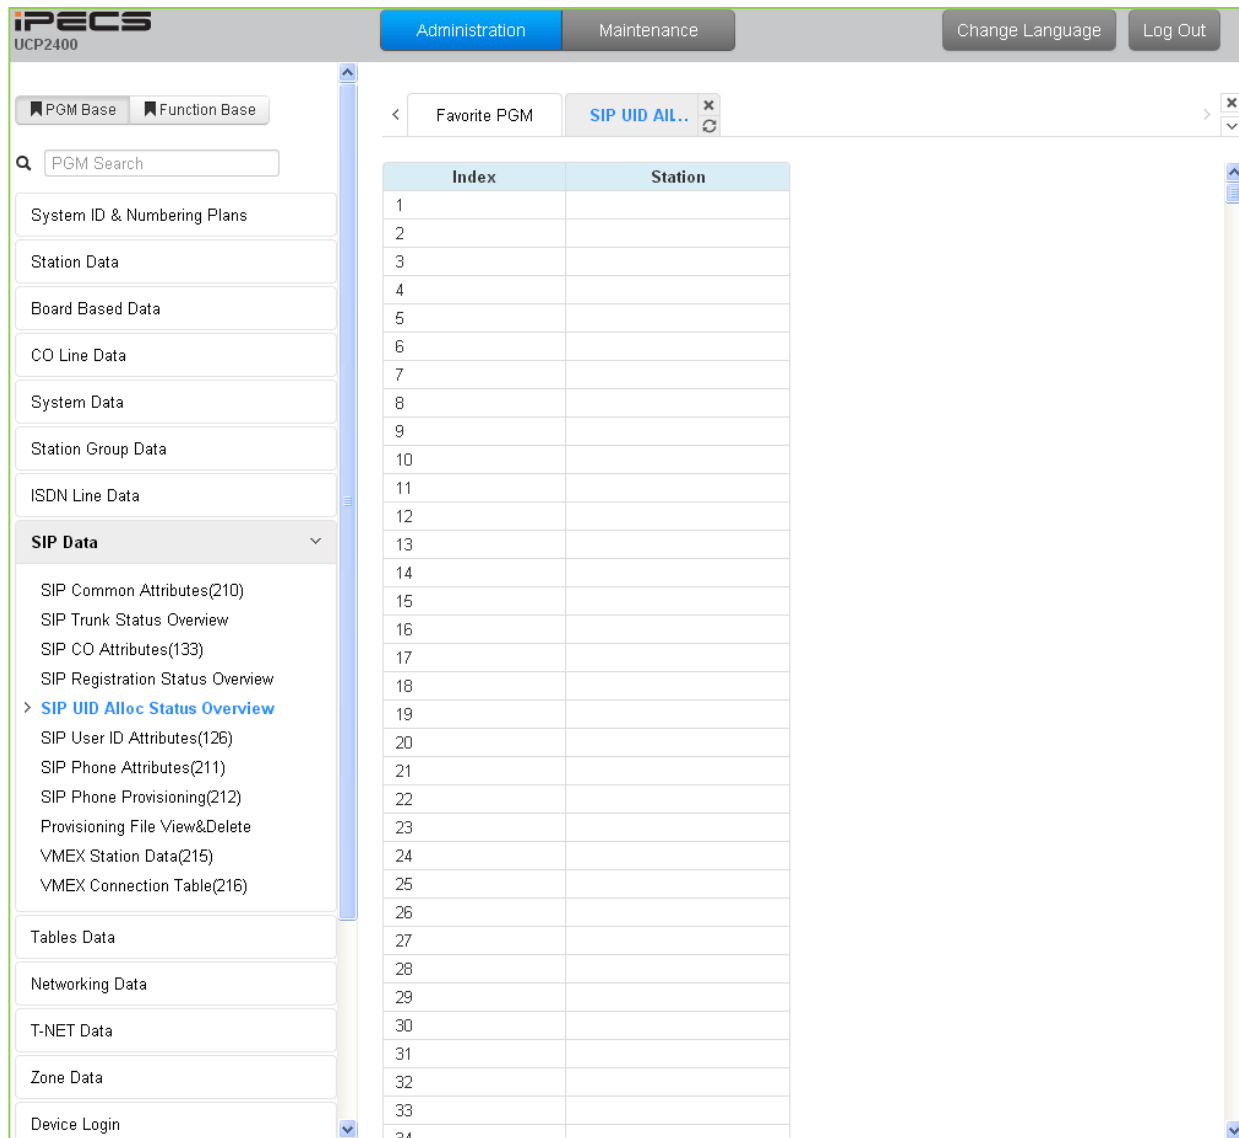 iPECS
UCP2400
Administration
Maintenance
Change Language
Log Out
PGM Base
Function Base
PGM Search
System ID & Numbering Plans
Station Data
Board Based Data
CO Line Data
System Data
Station Group Data
ISDN Line Data
SIP Data
SIP Common Attributes(210)
SIP Trunk Status Overview
SIP CO Attributes(133)
SIP Registration Status Overview
SIP UID Alloc Status Overview
SIP User ID Attributes(126)
SIP Phone Attributes(211)
SIP Phone Provisioning(212)
Provisioning File View&Delete
VMEX Station Data(215)
VMEX Connection Table(216)
Tables Data
Networking Data
T-NET Data
Zone Data
Device Login
Favorite PGM
SIP UID All..
Index Station
1
2
3
4
5
6
7
8
9
10
11
12
13
14
15
16
17
18
19
20
21
22
23
24
25
26
27
28
29
30
31
32
33
34